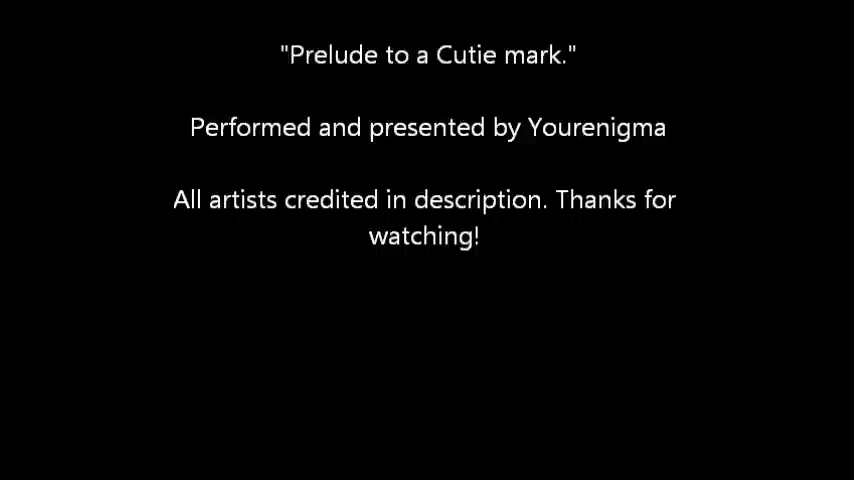 "Prelude to a Cutie mark."
Performed and presented by Yourenigma
All artists credited in description. Thanks for
watching!